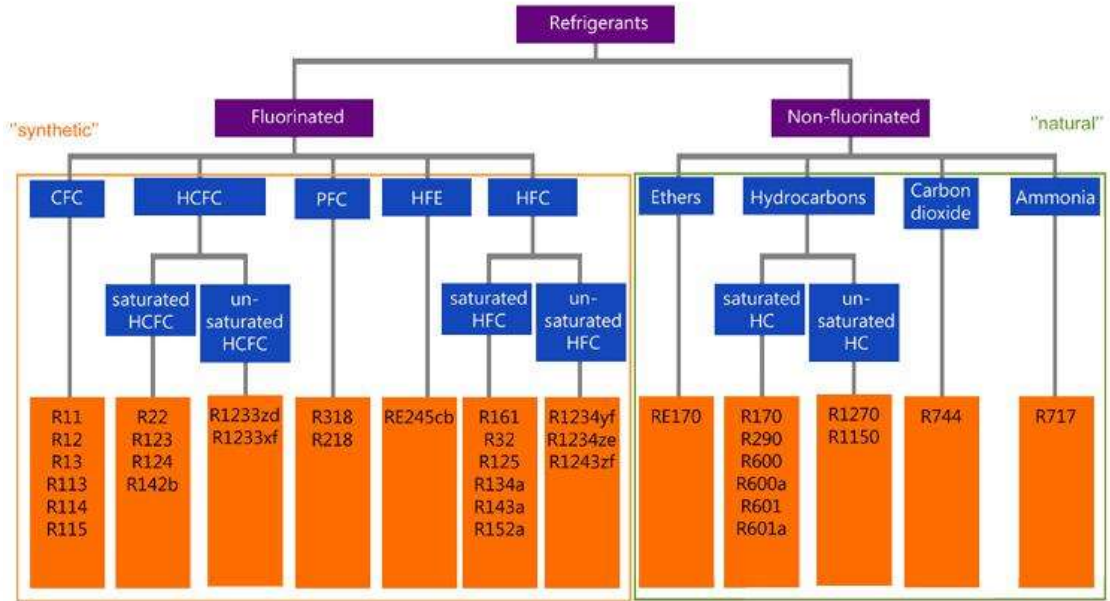 Refrigerants
Fluorinated
Non-fluorinated
"synthetic"
"natural"
CFC
HCFC
PFC
HFE
HFC
Ethers
Hydrocarbons
Carbon
dioxide
Ammonia
saturated
HCFC
un-
saturated
HCFC
saturated
HFC
un-
saturated
HFC
saturated
HC
un-
saturated
HC
R11
R12
R13
R113
R114
R115
R22
R123
R124
R142b
R1233zd
R1233xf
R318
R218
RE245cb
R161
R32
R125
R134a
R143a
R152a
R1234yf
R1234ze
R1243zf
RE170
R170
R290
R600
R600a
R601
R601a
R1270
R1150
R744
R717